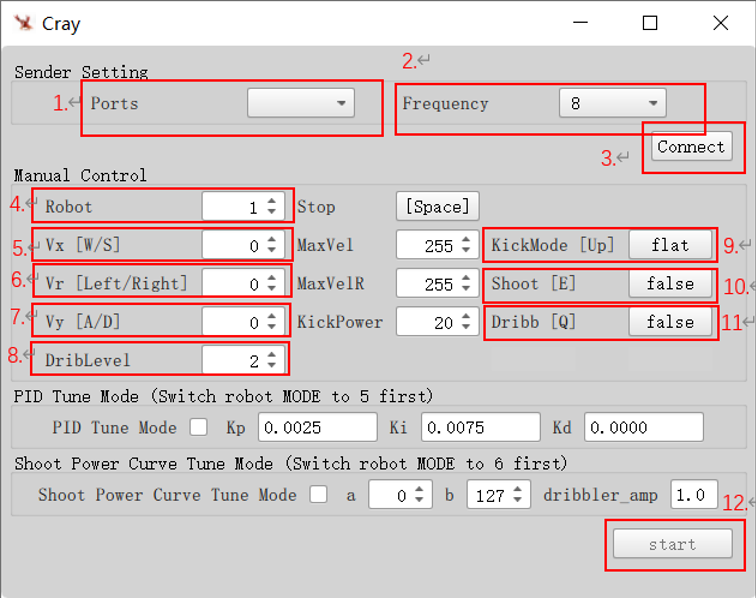 Cray
2.↵
Sender Setting
1.↵ Ports Frequency 8
3.↵ Connect
Manual Control
4.↵ Robot 1 Stop [Space]
5.↵ Vx [W/S] 0 MaxVel 255 KickMode [Up] flat 9.↵
6.↵ Vr [Left/Right] 0 MaxVelR 255 Shoot [E] false 10.↵
7.↵ Vy [A/D] 0 KickPower 20 Dribb [Q] false 11↵
8.↵ DribLevel 2
PID Tune Mode (Switch robot MODE to 5 first)
PID Tune Mode Kp 0.0025 Ki 0.0075 Kd 0.0000
Shoot Power Curve Tune Mode (Switch robot MODE to 6 first)
Shoot Power Curve Tune Mode a 0 b 127 dribbler_amp 1.0
12.↵
start